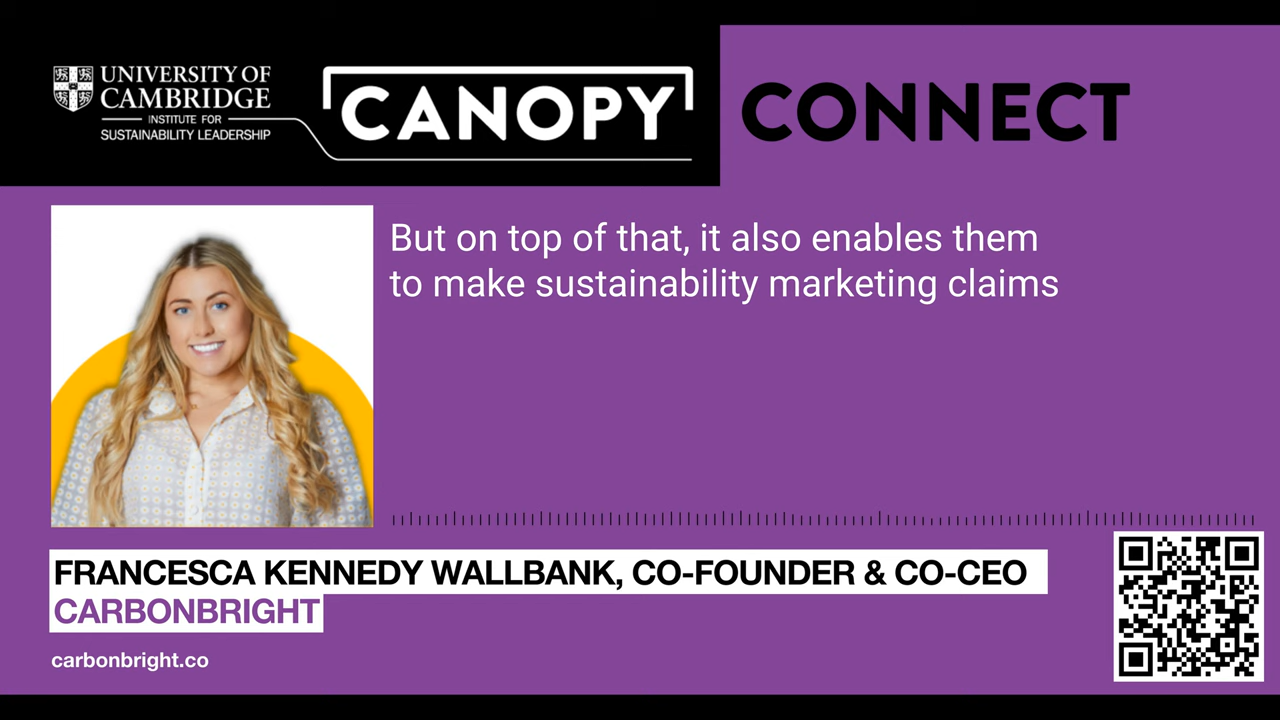 UNIVERSITY OF
CAMBRIDGE
INSTITUTE FOR
SUSTAINABILITY LEADERSHIP
CANOPY
CONNECT
But on top of that, it also enables them
to make sustainability marketing claims
FRANCESCA KENNEDY WALLBANK, CO-FOUNDER & CO-CEO
CARBONBRIGHT
carbonbright.co